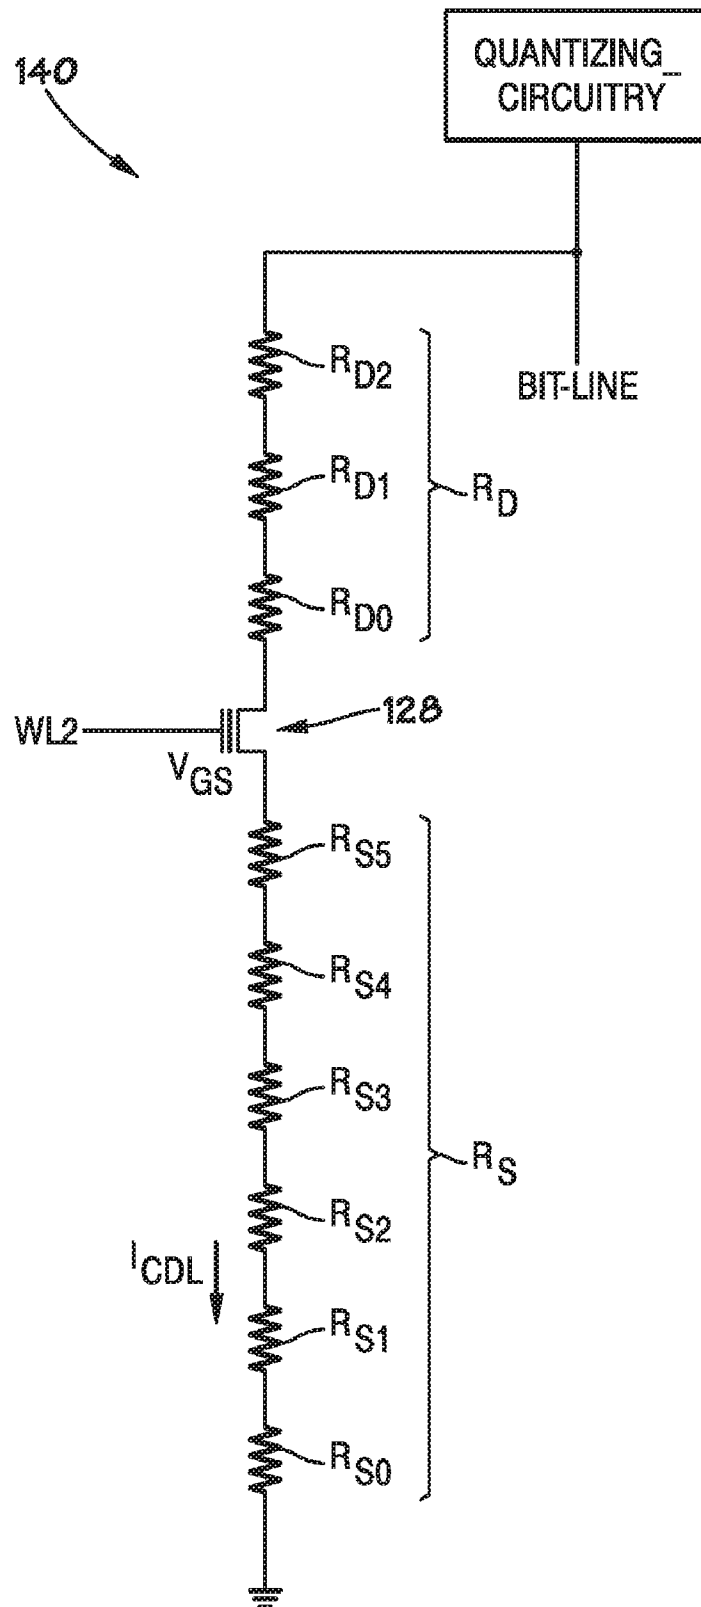 140
QUANTIZING
CIRCUITRY
BIT-LINE
RD2
RD1
RD
RD0
WL2
128
VGS
RS5
RS4
RS3
RS
RS2
ICDL
RS1
RS0